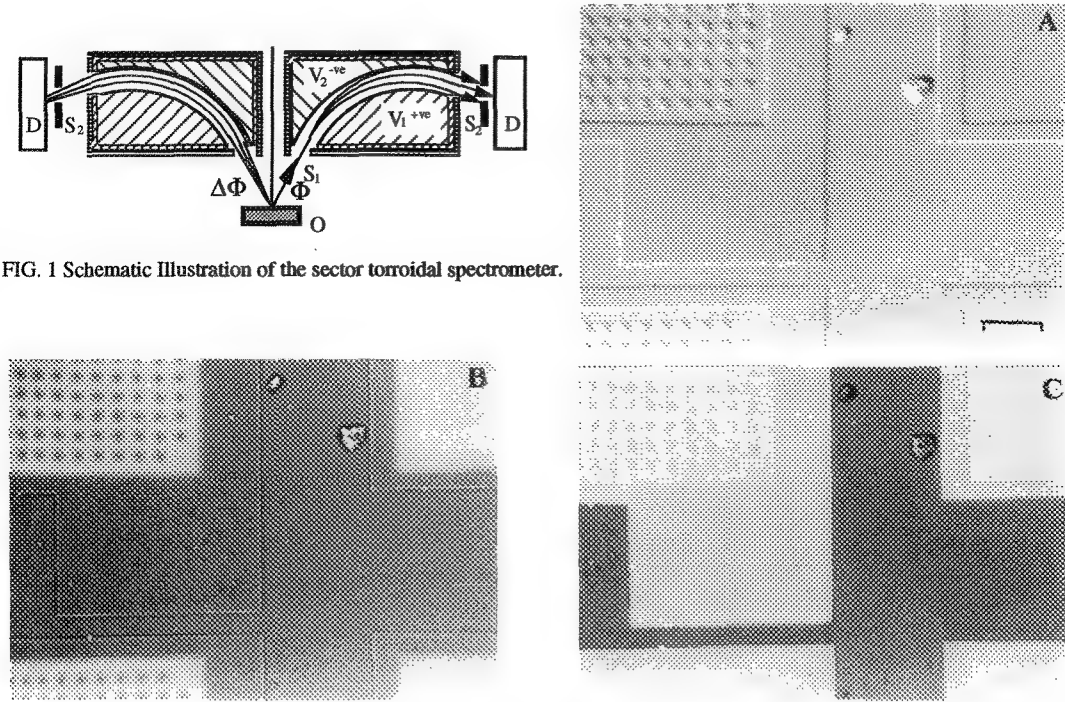 V₂ ⁻ᵛᵉ
V₁ ⁺ᵛᵉ
D S₂ S₂ D
S₁
ΔΦ Φ
O
FIG. 1 Schematic Illustration of the sector torroidal spectrometer.
A
B
C